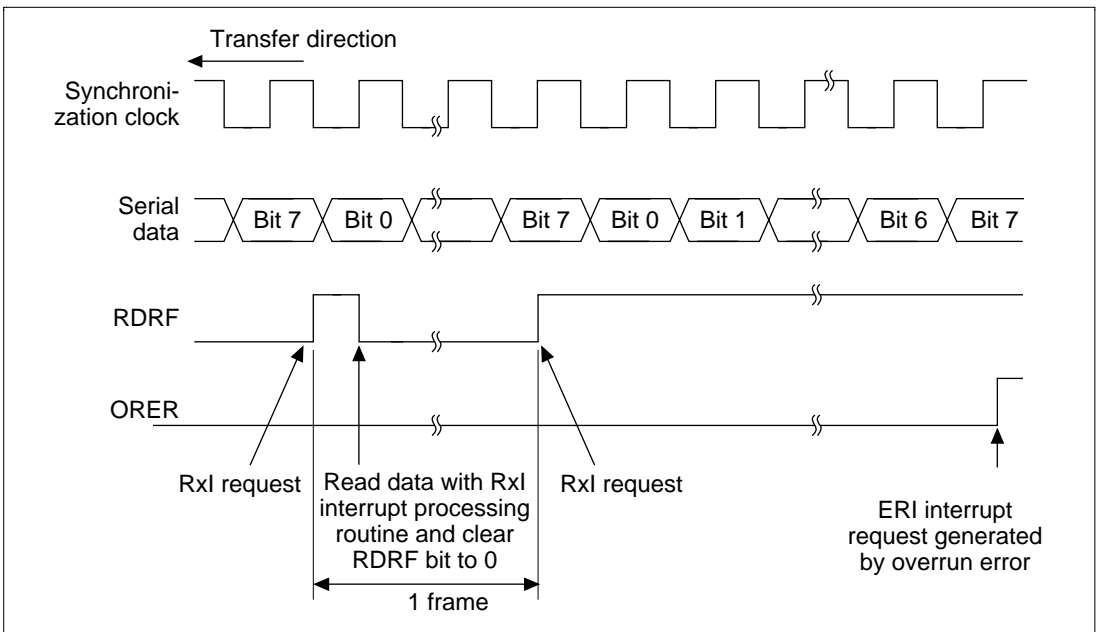 Transfer direction
Synchroni-
zation clock
Serial
data
Bit 7
Bit 0
Bit 7
Bit 0
Bit 1
Bit 6
Bit 7
RDRF
ORER
RxI request
Read data with RxI
interrupt processing
routine and clear
RDRF bit to 0
RxI request
ERI interrupt
request generated
by overrun error
1 frame